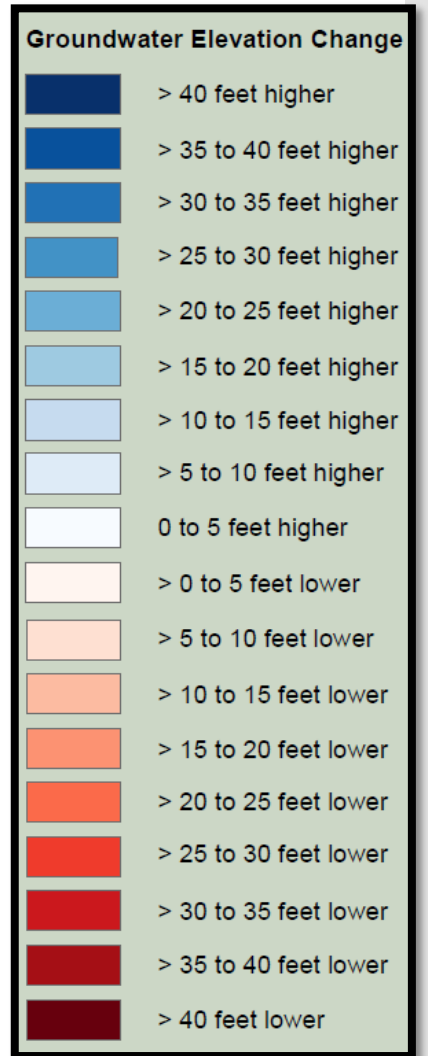 Groundwater Elevation Change
> 40 feet higher
> 35 to 40 feet higher
> 30 to 35 feet higher
> 25 to 30 feet higher
> 20 to 25 feet higher
> 15 to 20 feet higher
> 10 to 15 feet higher
> 5 to 10 feet higher
0 to 5 feet higher
> 0 to 5 feet lower
> 5 to 10 feet lower
> 10 to 15 feet lower
> 15 to 20 feet lower
> 20 to 25 feet lower
> 25 to 30 feet lower
> 30 to 35 feet lower
> 35 to 40 feet lower
> 40 feet lower